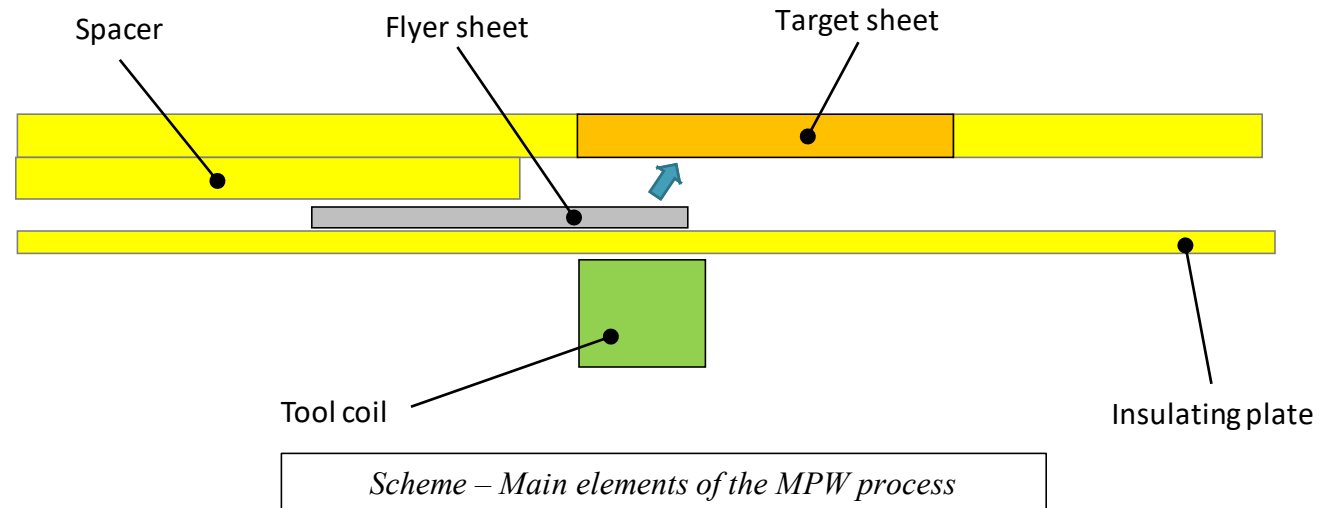 Spacer
Flyer sheet
Target sheet
Tool coil
Insulating plate
Scheme – Main elements of the MPW process